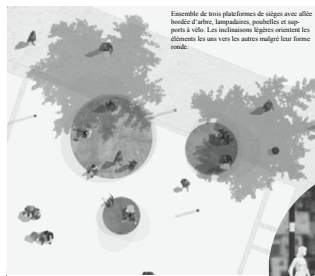 Ensemble de trois plateformes de sièges avec allée
bordée d'arbre, lampadaires, poubelles et sup-
ports à vélo. Les inclinaisons légères orientent les
éléments les uns vers les autres malgré leur forme
ronde.